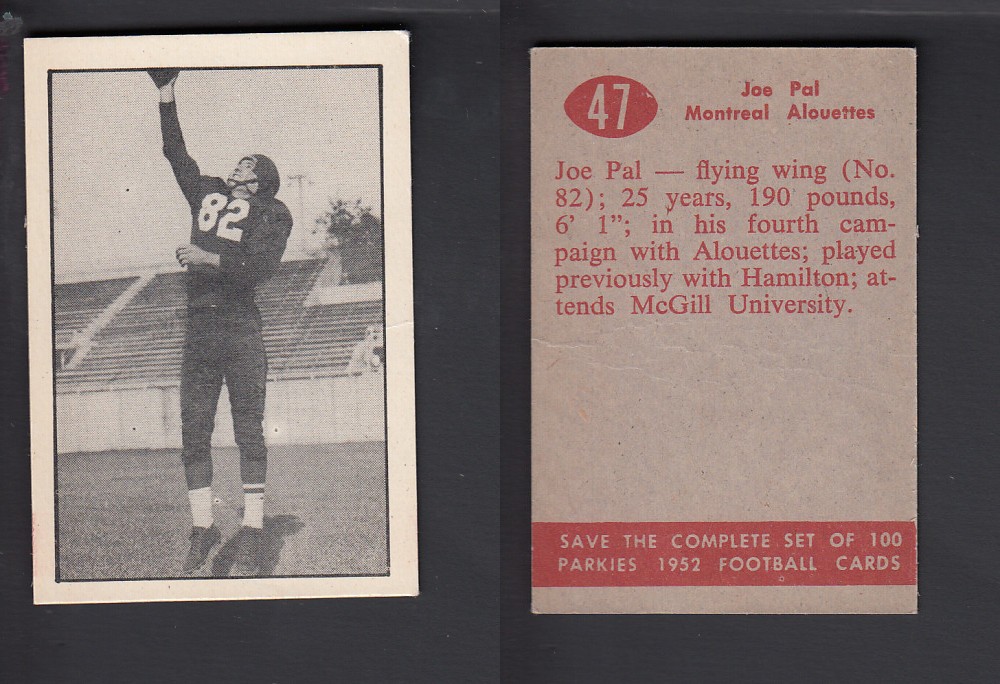 82
47
Joe Pal
Montreal Alouettes
Joe Pal — flying wing (No.
82); 25 years, 190 pounds,
6' 1”; in his fourth cam-
paign with Alouettes; played
previously with Hamilton; at-
tends McGill University.
SAVE THE COMPLETE SET OF 100
PARKIES 1952 FOOTBALL CARDS